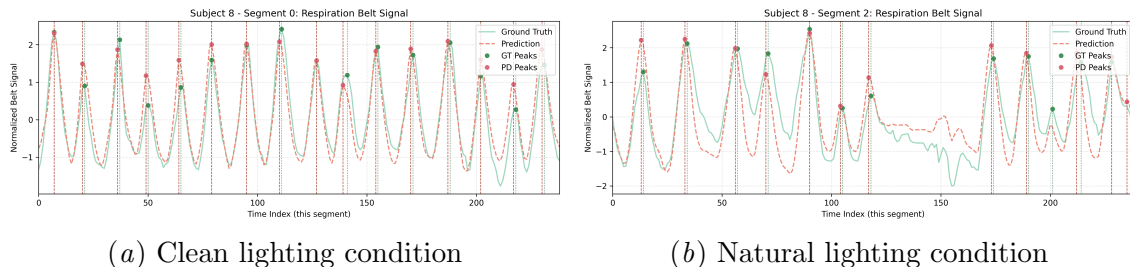 Subject 8 - Segment 0: Respiration Belt Signal
Normalized Belt Signal
2
1
0
−1
0
50
100
150
200
Time Index (this segment)
Ground Truth
Prediction
GT Peaks
PD Peaks
(a) Clean lighting condition
Subject 8 - Segment 2: Respiration Belt Signal
Normalized Belt Signal
2
1
0
−1
−2
0
50
100
150
200
Time Index (this segment)
Ground Truth
Prediction
GT Peaks
PD Peaks
(b) Natural lighting condition